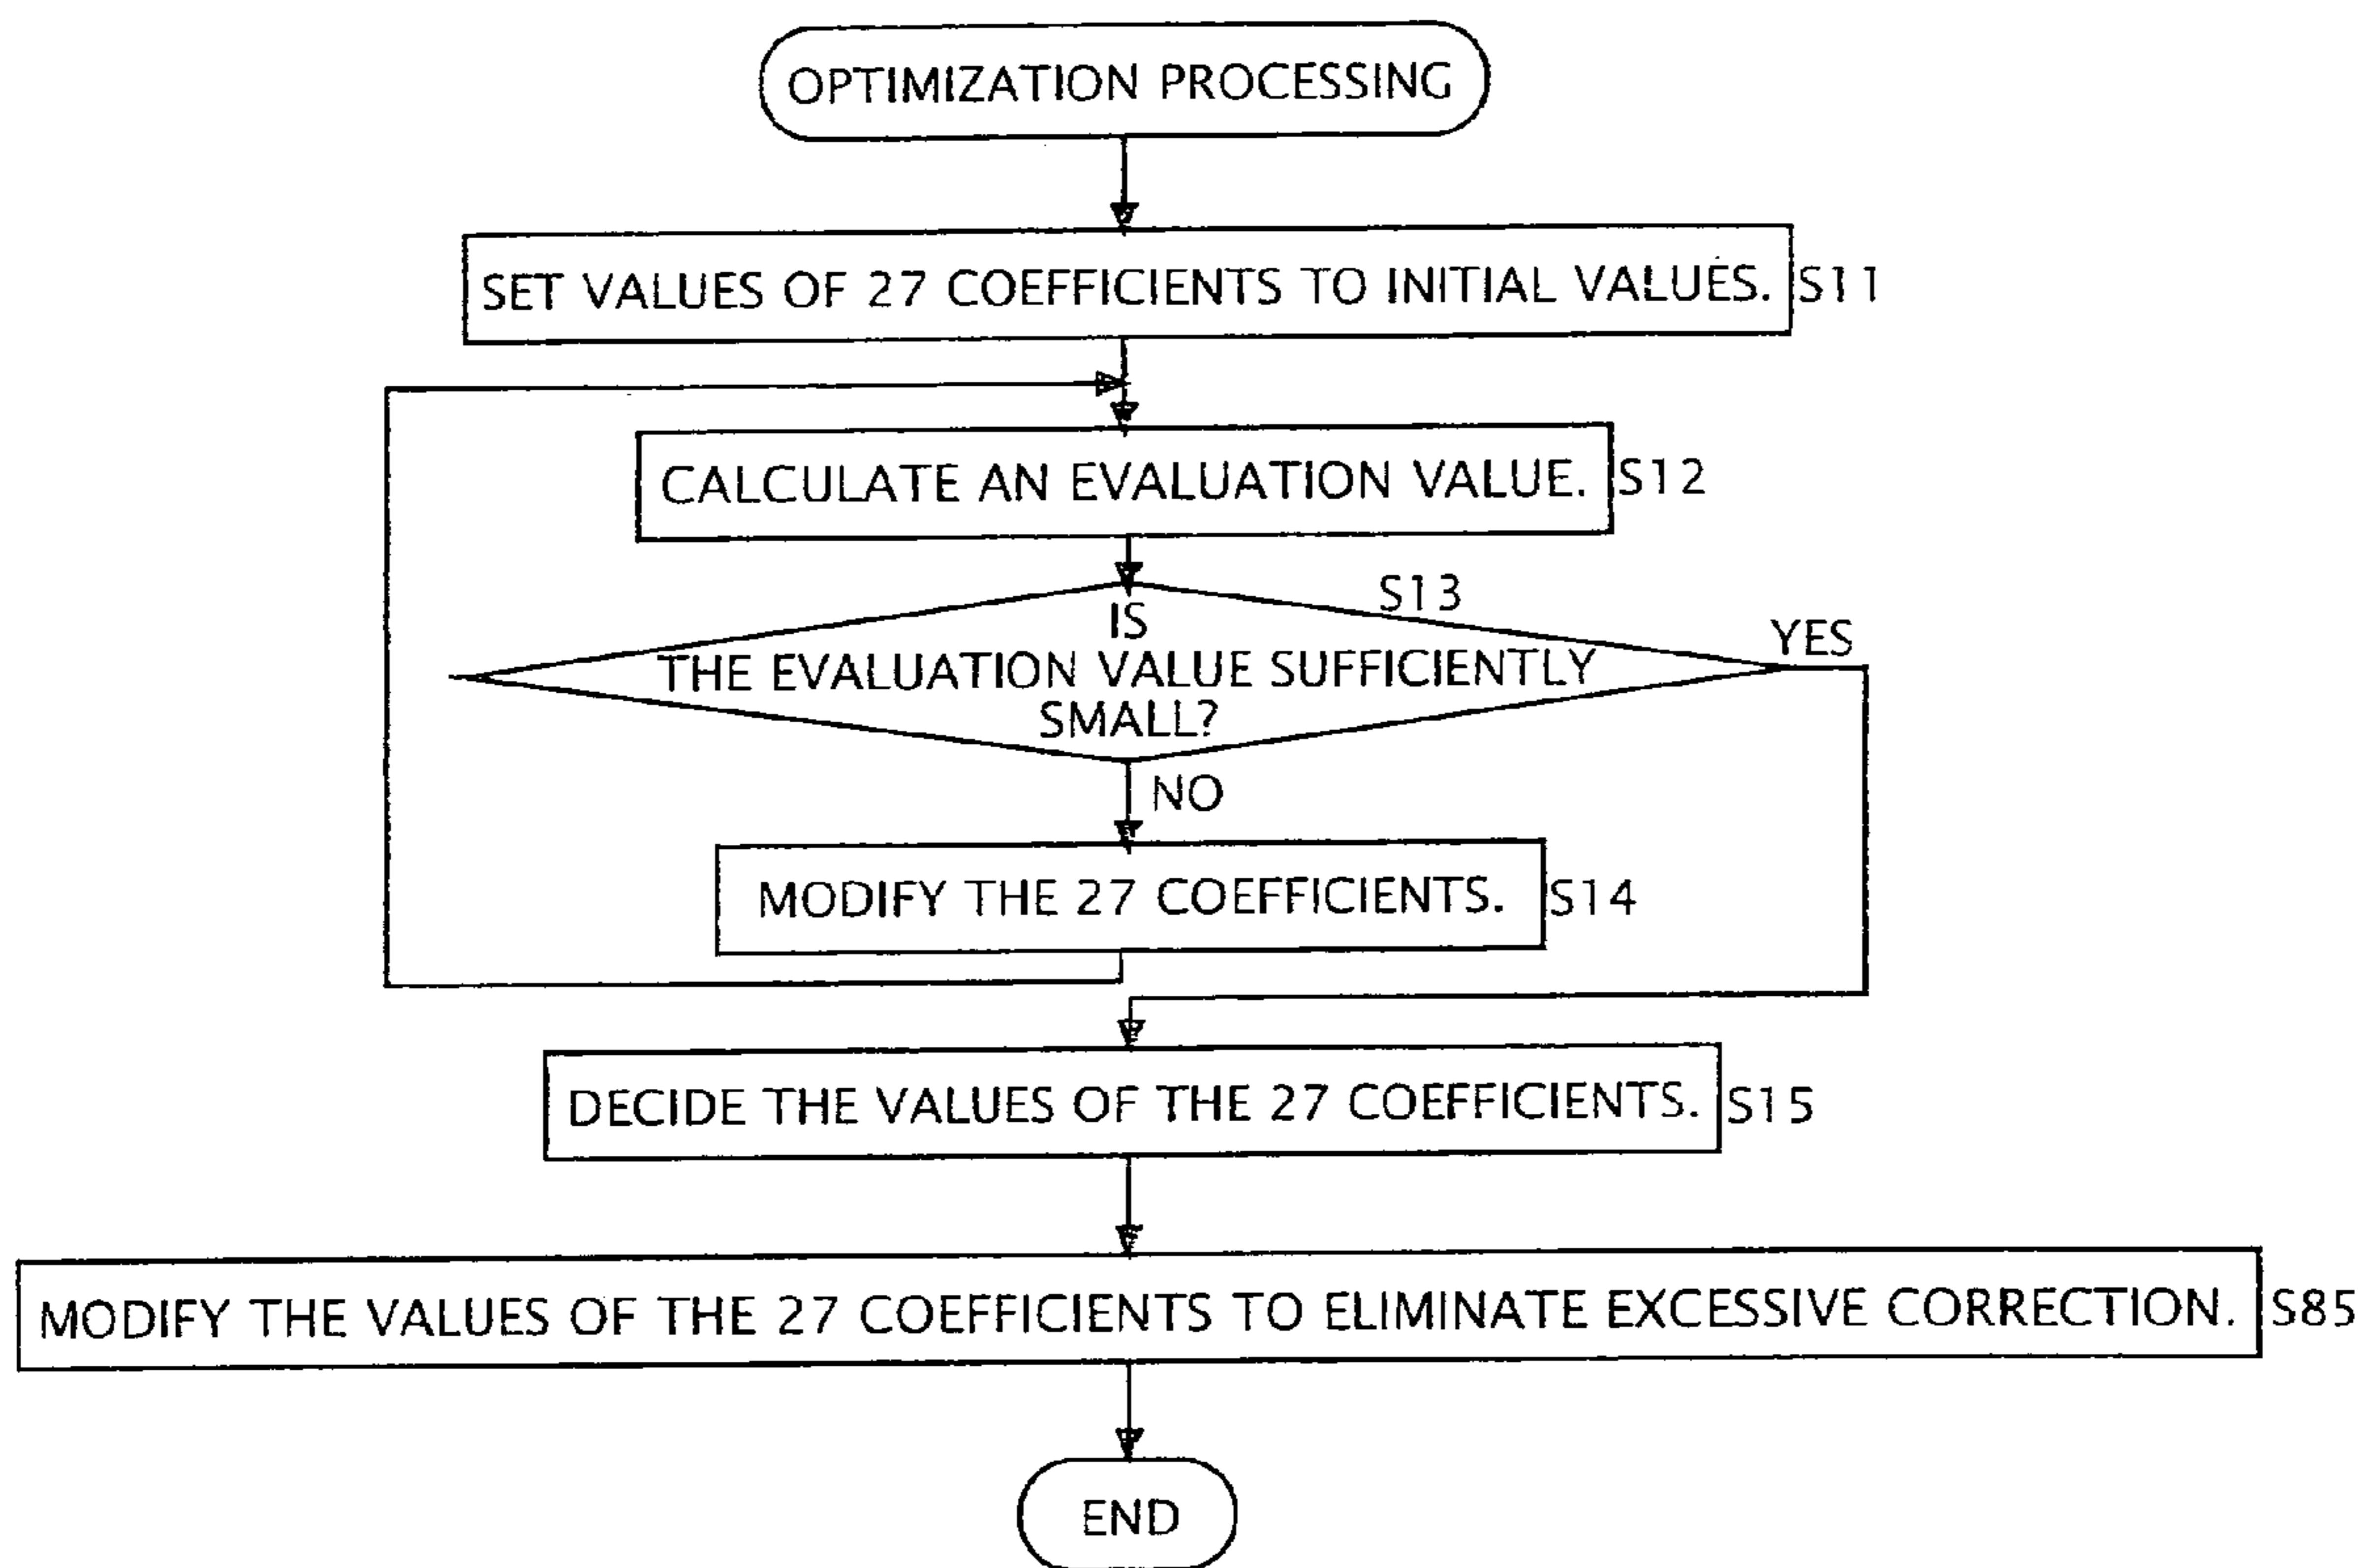 OPTIMIZATION PROCESSING
SET VALUES OF 27 COEFFICIENTS TO INITIAL VALUES. S11
CALCULATE AN EVALUATION VALUE. S12
S13
IS
THE EVALUATION VALUE SUFFICIENTLY
SMALL?
YES
NO
MODIFY THE 27 COEFFICIENTS. S14
DECIDE THE VALUES OF THE 27 COEFFICIENTS. S15
MODIFY THE VALUES OF THE 27 COEFFICIENTS TO ELIMINATE EXCESSIVE CORRECTION. S85
END